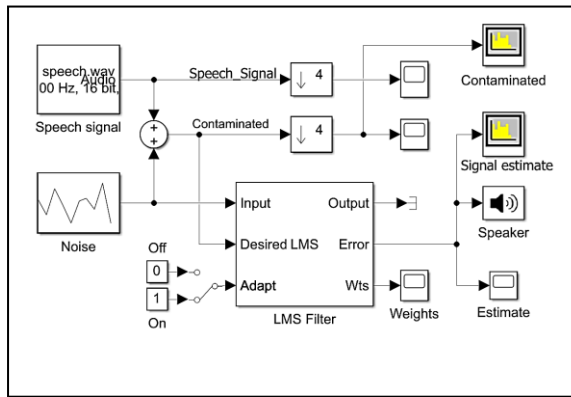 speech.wav
Audio
00 Hz, 16 bit,
Speech signal
Speech_Signal
4
Contaminated
+
+
Contaminated
4
Signal estimate
Noise
Input
Output
Desired LMS
Error
Speaker
Off
0
Adapt
Wts
1
On
LMS Filter
Weights
Estimate